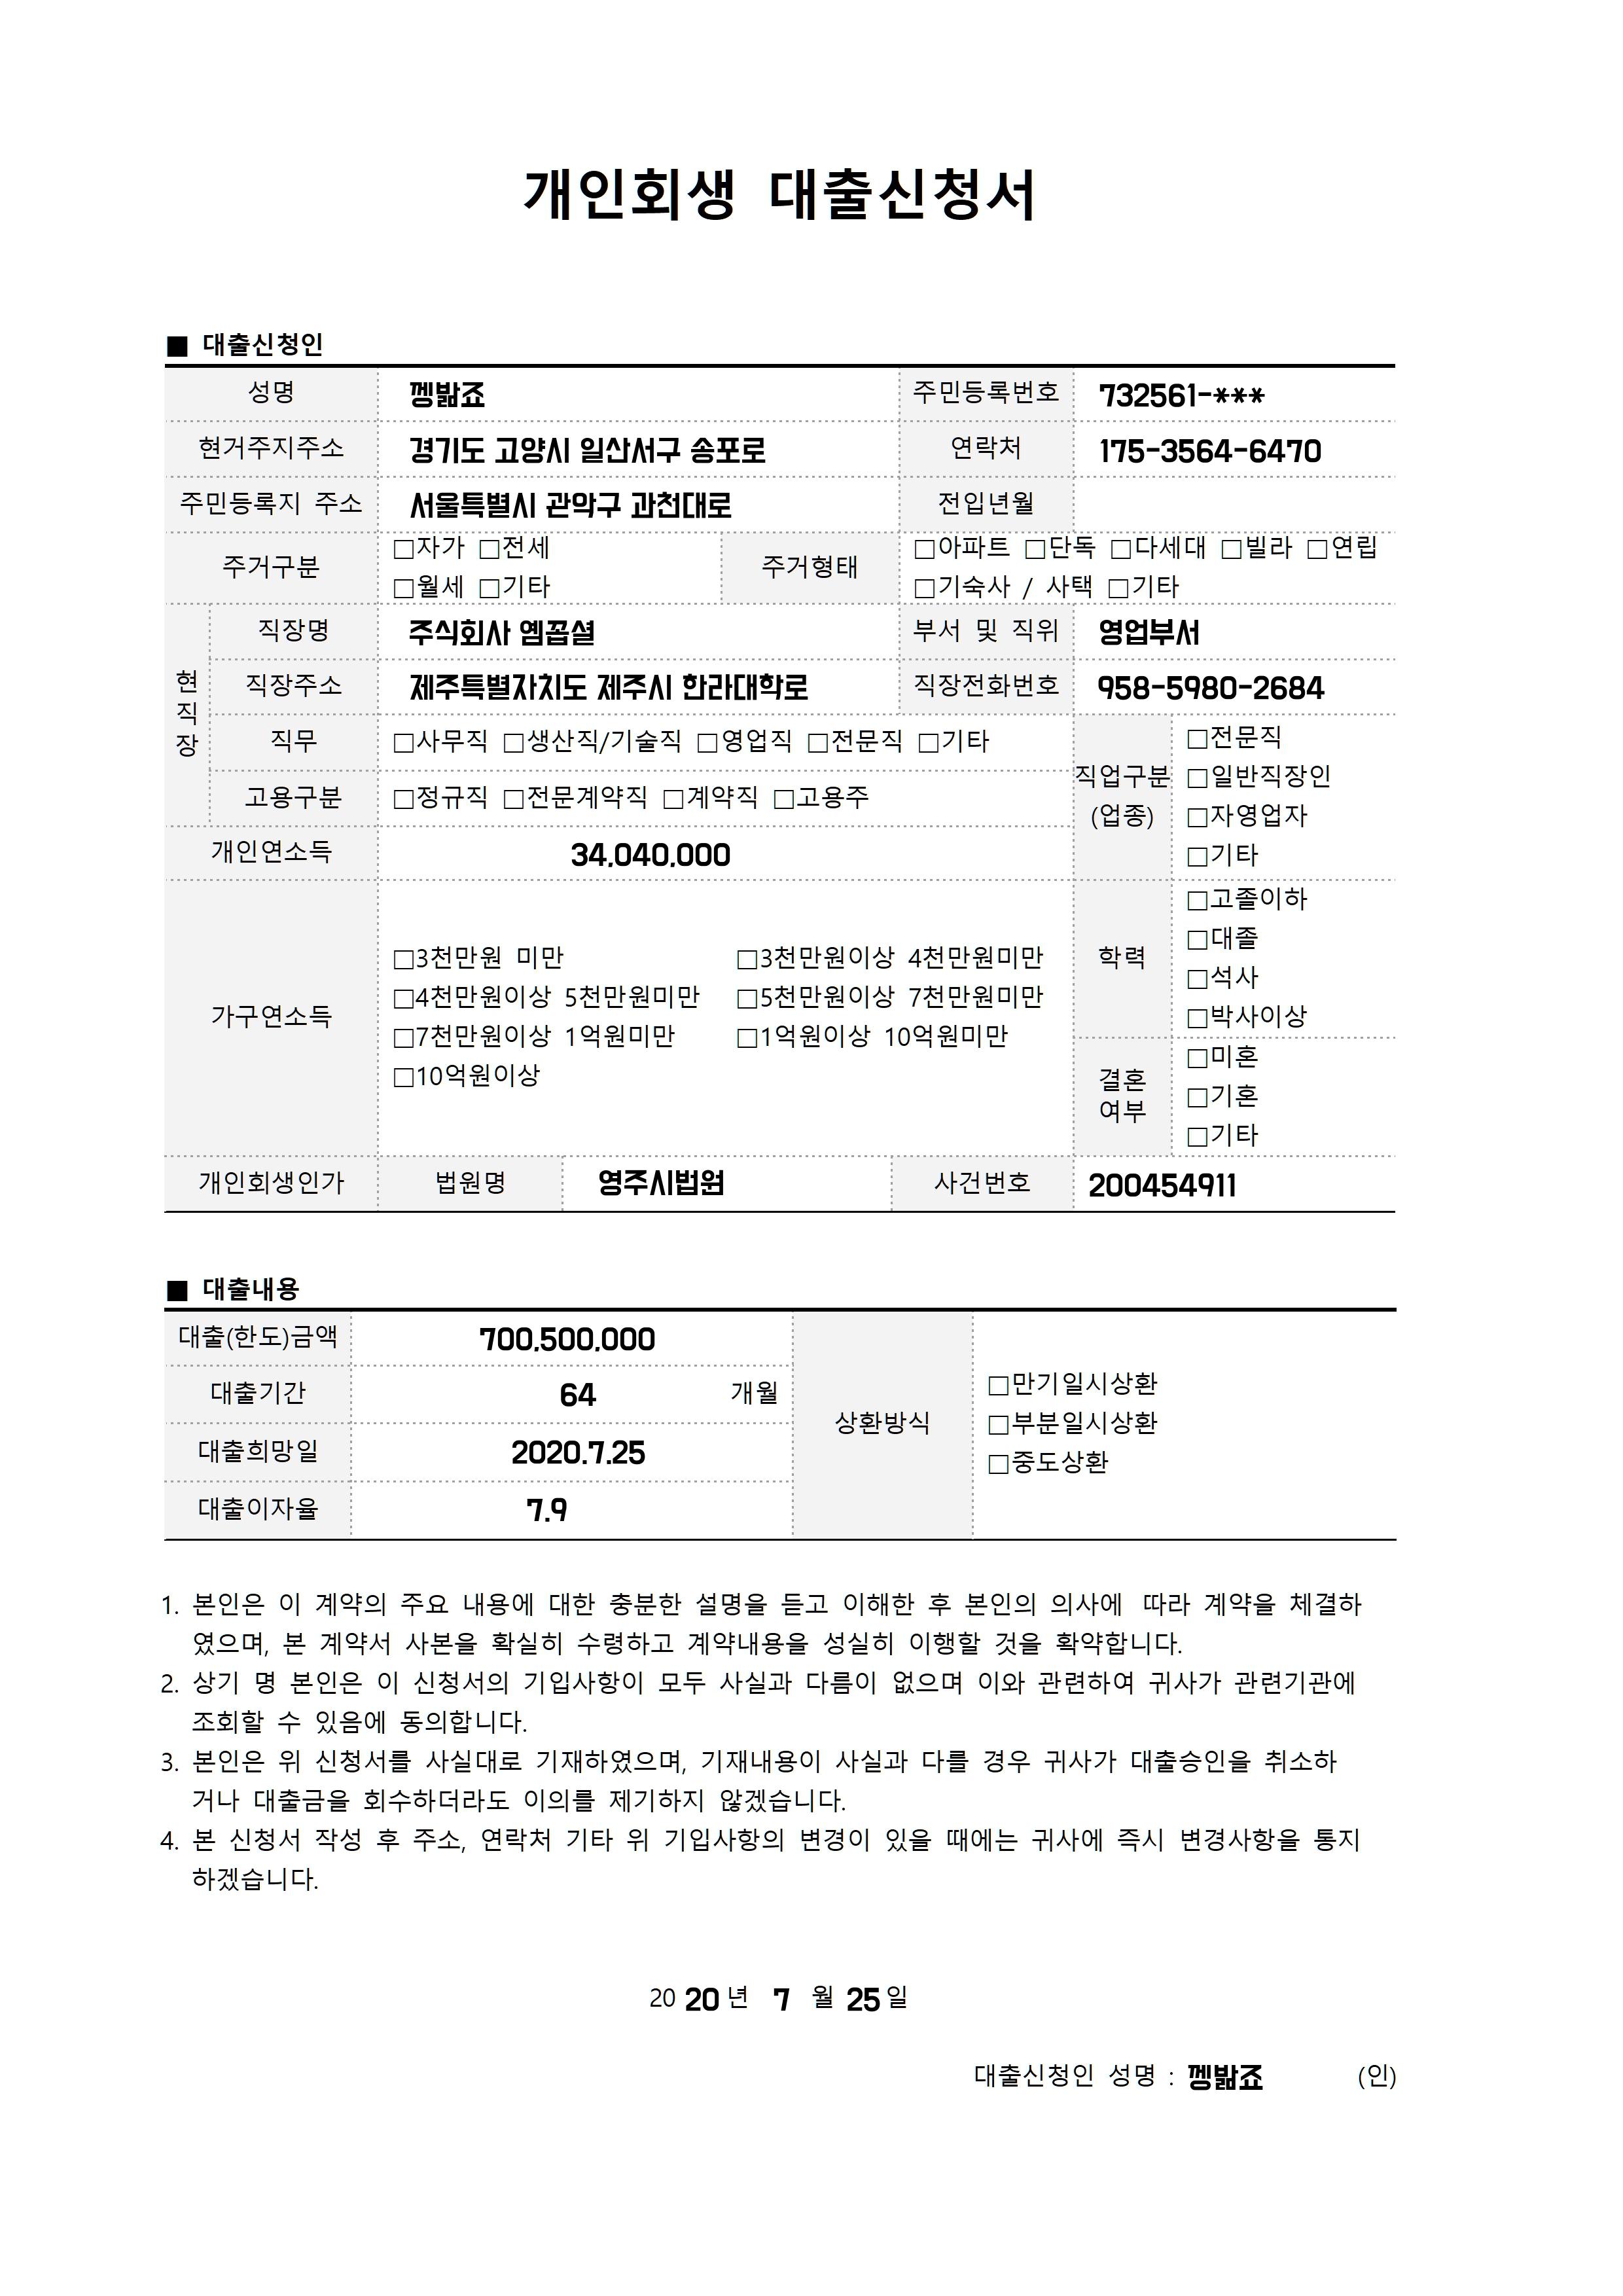 개인회생 대출신청서
■ 대출신청인
성명 껭밞죠 주민등록번호 732561-***
현거주지주소 경기도 고양시 일산서구 송포로 연락처 175-3564-6470
주민등록지 주소 서울특별시 관악구 과천대로 전입년월
주거구분 □자가 □전세 □월세 □기타 주거형태 □아파트 □단독 □다세대 □빌라 □연립 □기숙사 / 사택 □기타
현직장
직장명 주식회사 옘꼽셜 부서 및 직위 영업부서
직장주소 제주특별자치도 제주시 한라대학로 직장전화번호 958-5980-2684
직무 □사무직 □생산직/기술직 □영업직 □전문직 □기타
고용구분 □정규직 □전문계약직 □계약직 □고용주
직업구분 (업종) □전문직 □일반직장인 □자영업자 □기타
개인연소득 34,040,000
가구연소득
□3천만원 미만 □3천만원이상 4천만원미만
□4천만원이상 5천만원미만 □5천만원이상 7천만원미만
□7천만원이상 1억원미만 □1억원이상 10억원미만
□10억원이상
학력 □고졸이하 □대졸 □석사 □박사이상
결혼여부 □미혼 □기혼 □기타
개인회생인가 법원명 영주시법원 사건번호 200454911
■ 대출내용
대출(한도)금액 700,500,000
대출기간 64 개월
대출희망일 2020.7.25
대출이자율 7.9
상환방식 □만기일시상환 □부분일시상환 □중도상환
1. 본인은 이 계약의 주요 내용에 대한 충분한 설명을 듣고 이해한 후 본인의 의사에 따라 계약을 체결하
였으며, 본 계약서 사본을 확실히 수령하고 계약내용을 성실히 이행할 것을 확약합니다.
2. 상기 명 본인은 이 신청서의 기입사항이 모두 사실과 다름이 없으며 이와 관련하여 귀사가 관련기관에
조회할 수 있음에 동의합니다.
3. 본인은 위 신청서를 사실대로 기재하였으며, 기재내용이 사실과 다를 경우 귀사가 대출승인을 취소하
거나 대출금을 회수하더라도 이의를 제기하지 않겠습니다.
4. 본 신청서 작성 후 주소, 연락처 기타 위 기입사항의 변경이 있을 때에는 귀사에 즉시 변경사항을 통지
하겠습니다.
20 20 년 7 월 25 일
대출신청인 성명 : 껭밞죠 (인)